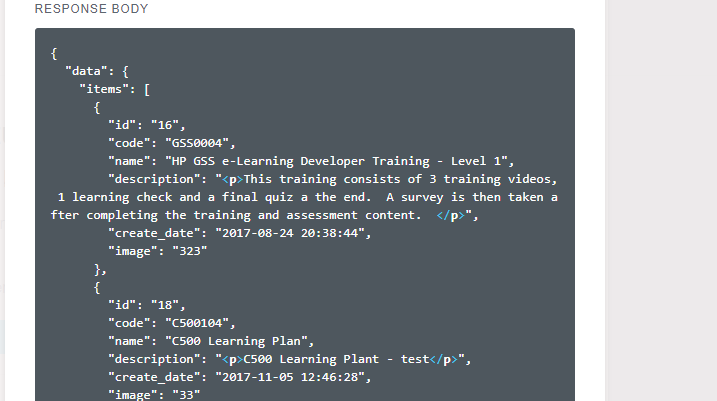 RESPONSE BODY
{
"data": {
"items": [
{
"id": "16",
"code": "GSS0004",
"name": "HP GSS e-Learning Developer Training - Level 1",
"description": "<p>This training consists of 3 training videos,
1 learning check and a final quiz a the end.  A survey is then taken a
fter completing the training and assessment content.  </p>",
"create_date": "2017-08-24 20:38:44",
"image": "323"
},
{
"id": "18",
"code": "C500104",
"name": "C500 Learning Plan",
"description": "<p>C500 Learning Plant - test</p>",
"create_date": "2017-11-05 12:46:28",
"image": "33"